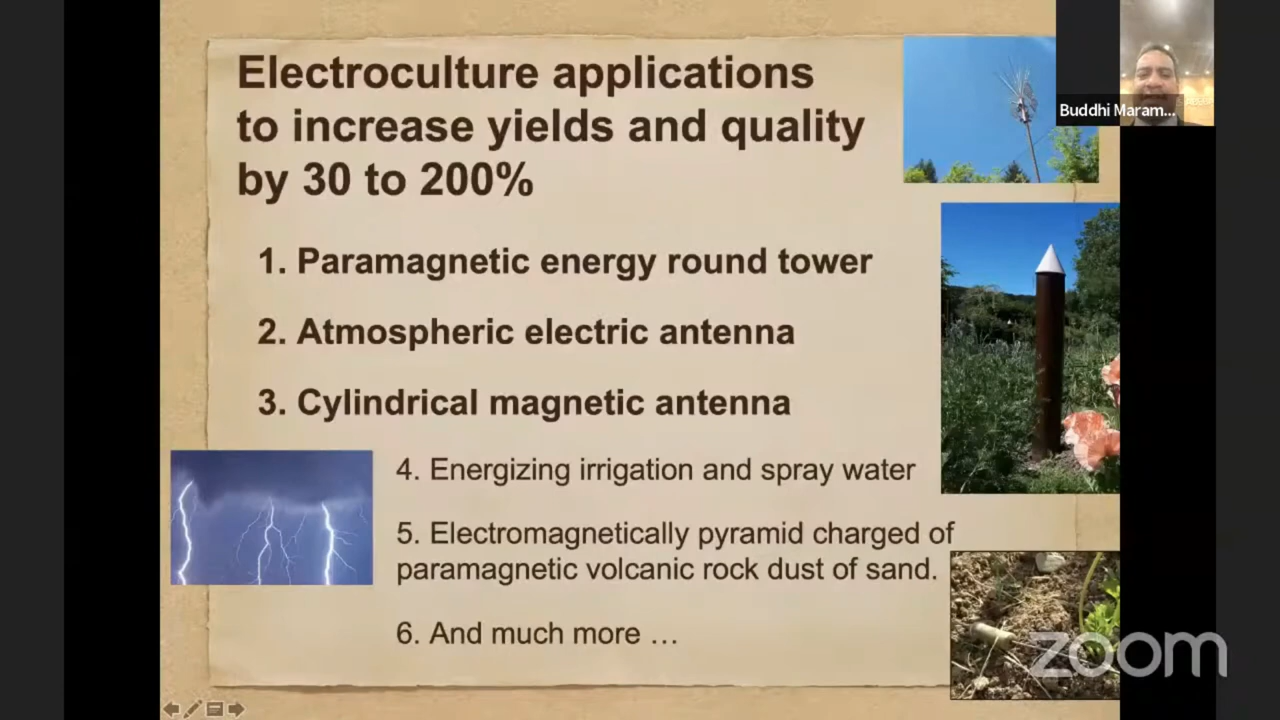 Electroculture applications
to increase yields and quality
by 30 to 200%
1. Paramagnetic energy round tower
2. Atmospheric electric antenna
3. Cylindrical magnetic antenna
4. Energizing irrigation and spray water
5. Electromagnetically pyramid charged of
paramagnetic volcanic rock dust of sand.
6. And much more …
Buddhi Maram...
zoom